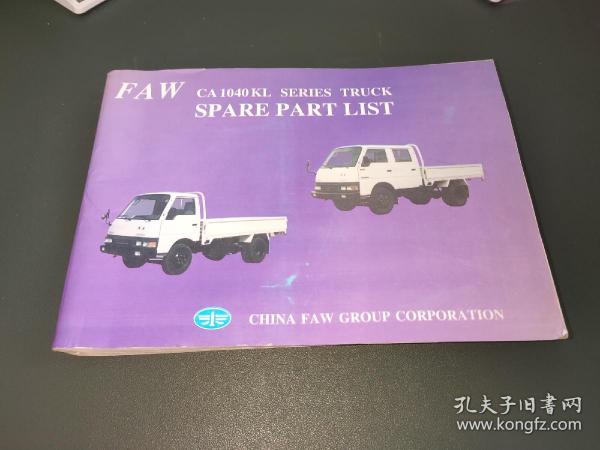 FAW CA1040KL SERIES TRUCK
SPARE PART LIST
CHINA FAW GROUP CORPORATION
孔夫子旧书网
www.kongfz.com